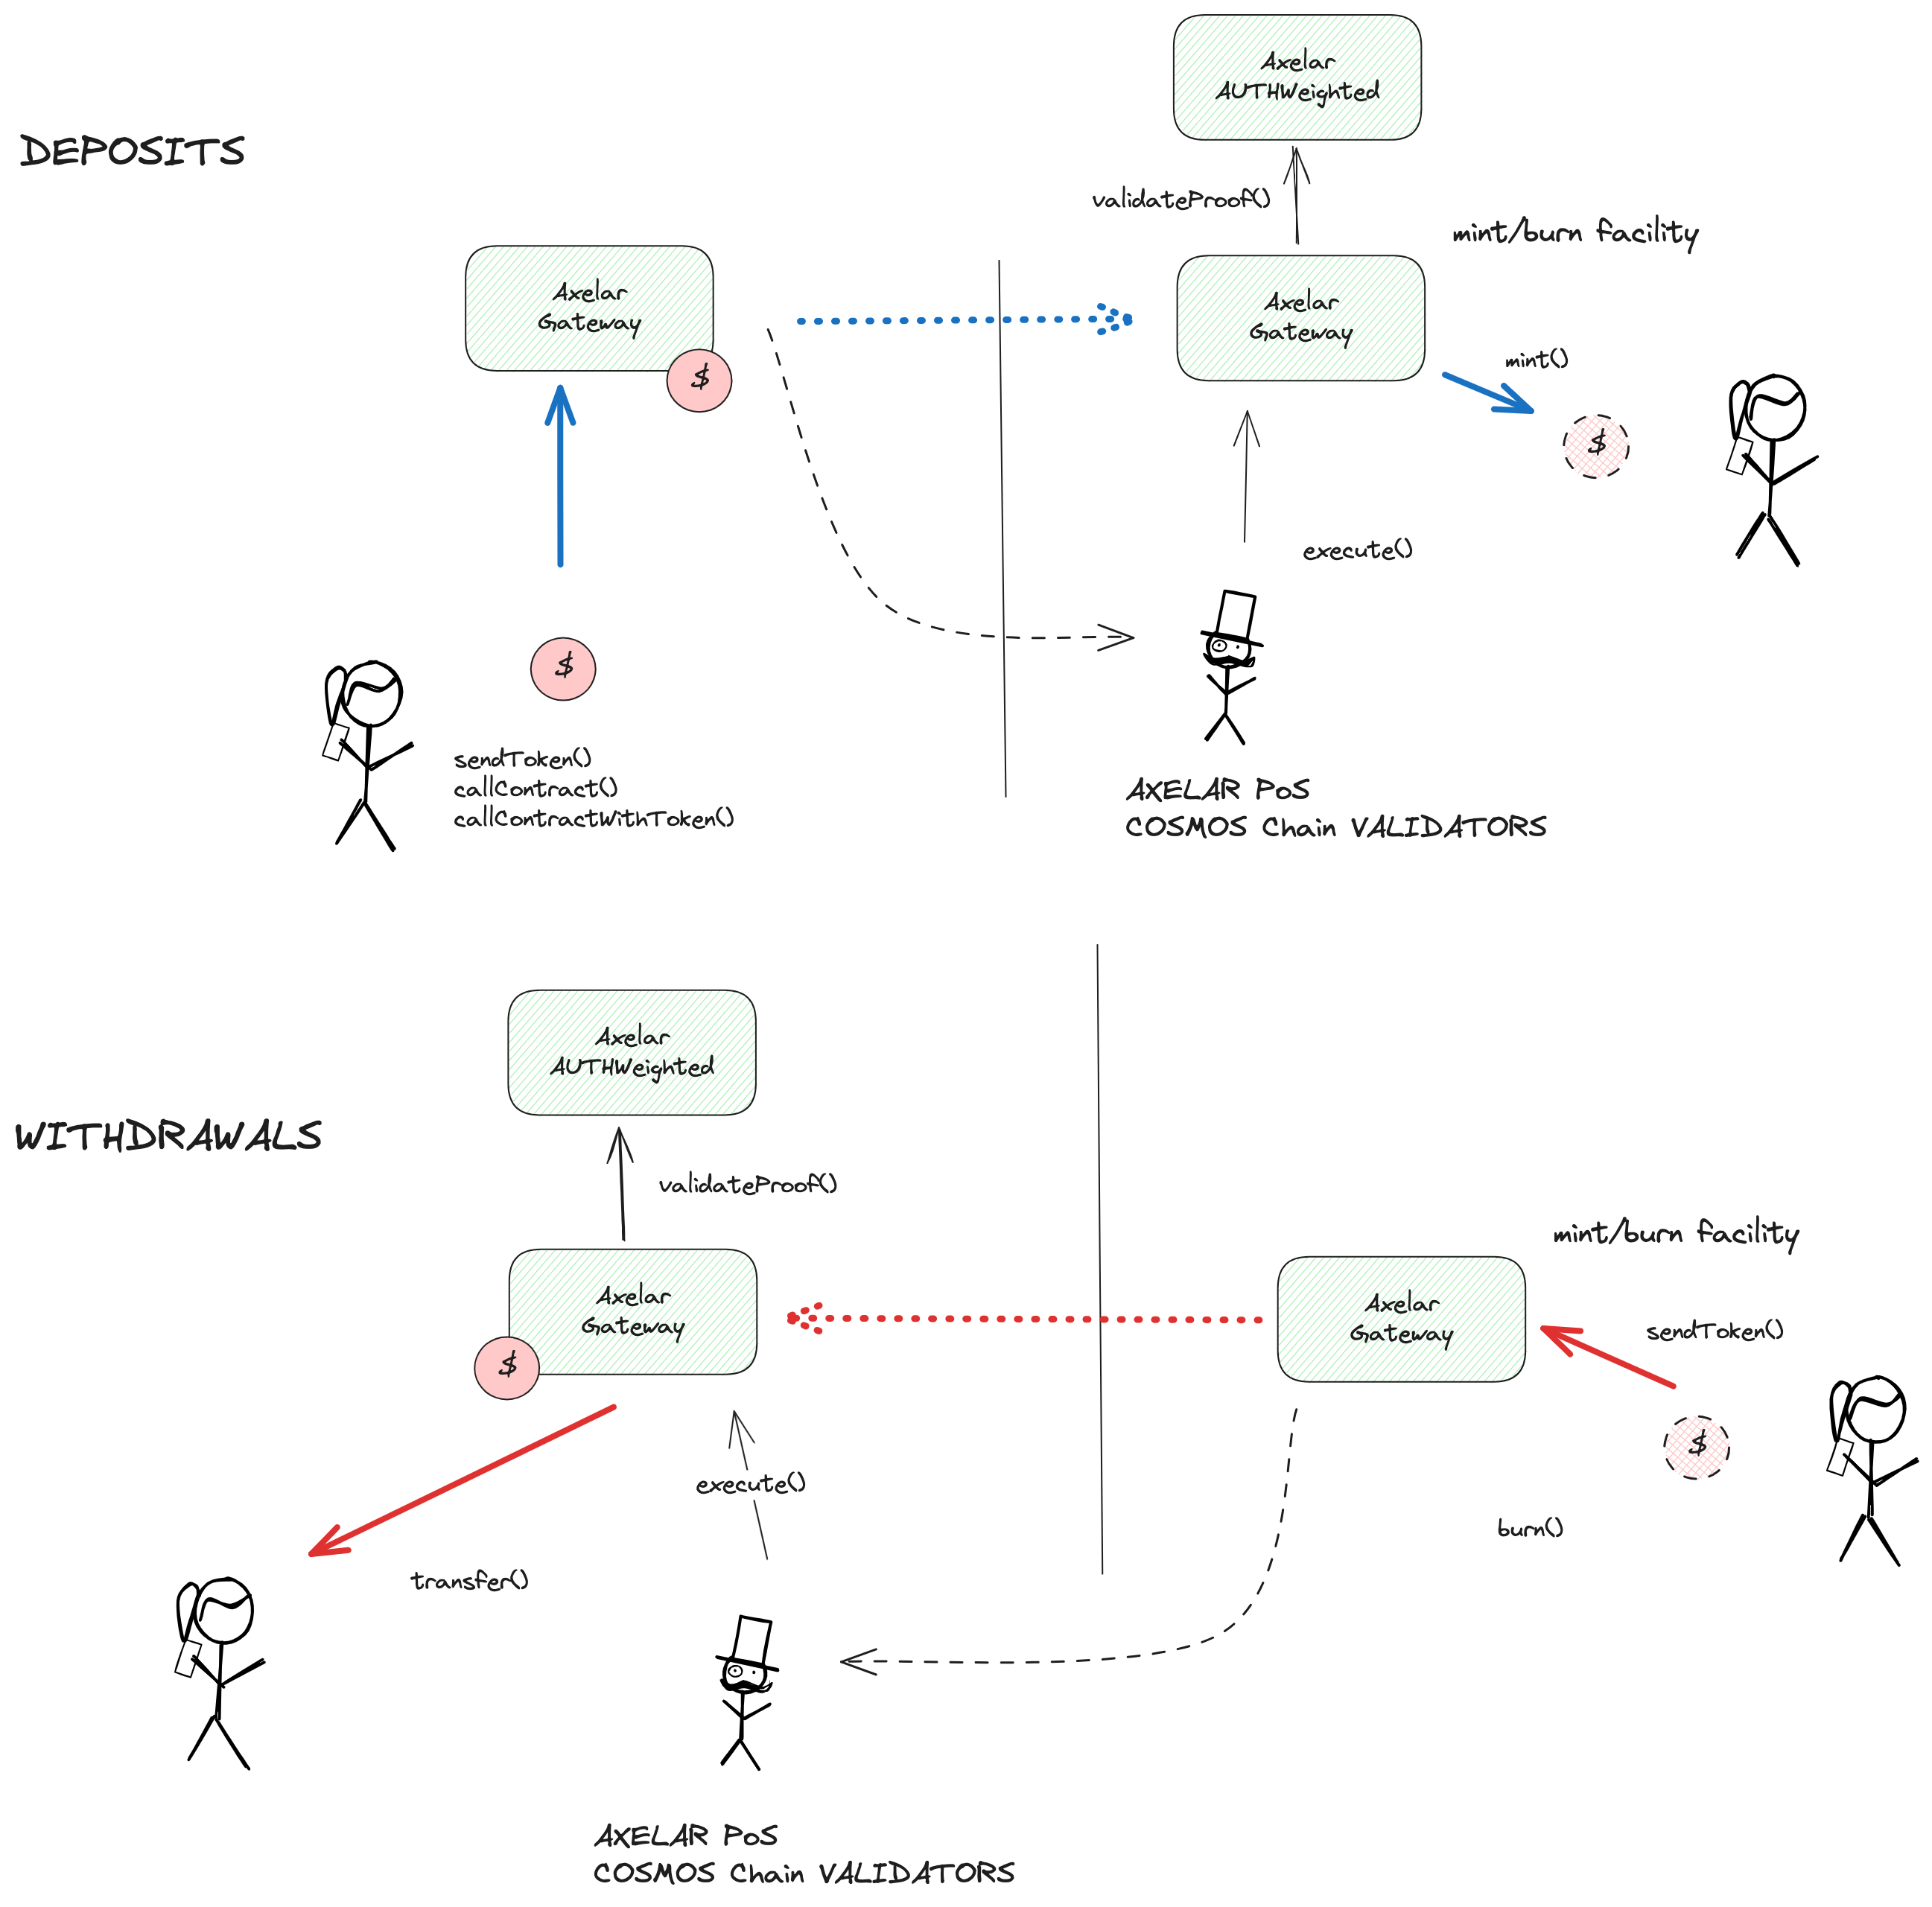 Axelar
AUTHWeighted
DEPOSITS
validateProof()
mint/burn facility
Axelar
Gateway
$
Axelar
Gateway
mint()
$
execute()
$
sendToken()
callContract()
callContractWithToken()
AXELAR PoS
COSMOS Chain VALIDATORS
WITHDRAWALS
Axelar
AUTHWeighted
validateProof()
mint/burn facility
Axelar
Gateway
$
Axelar
Gateway
sendToken()
$
execute()
burn()
transfer()
AXELAR PoS
COSMOS Chain VALIDATORS